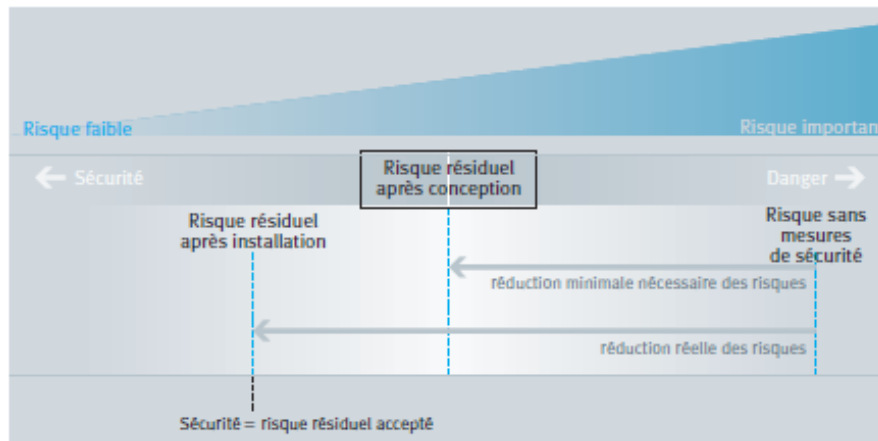 Risque faible
Risque importan
Sécurité
Risque résiduel
après conception
Danger
Risque résiduel
après installation
Risque sans
mesures
de sécurité
réduction minimale nécessaire des risques
réduction réelle des risques
Sécurité = risque résiduel accepté